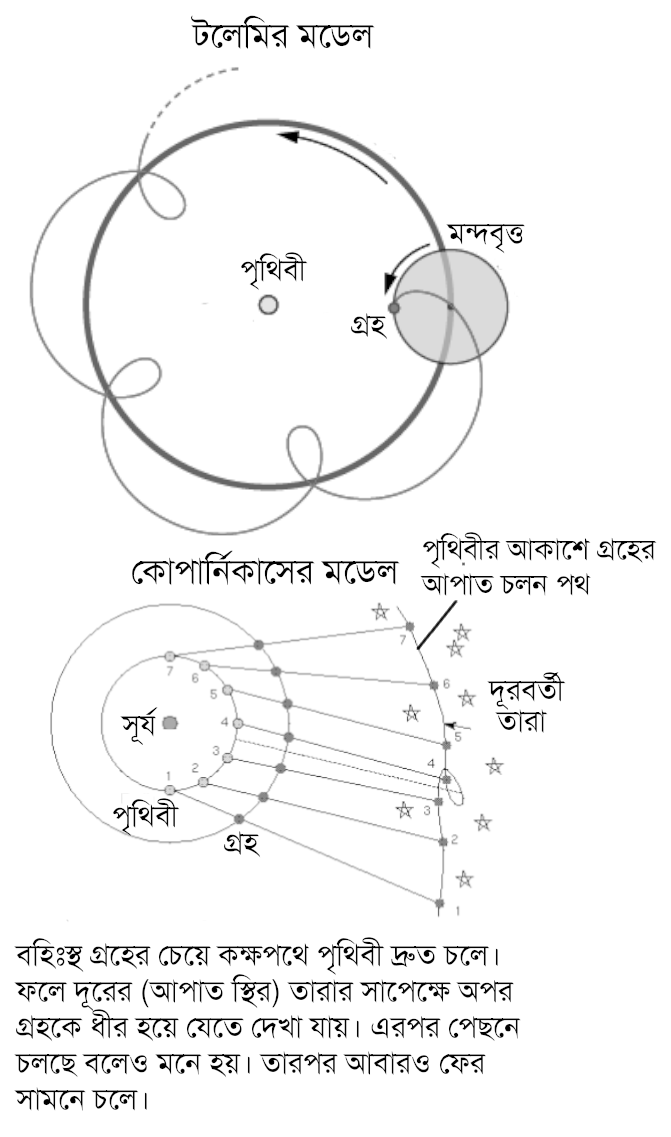 টলেমির মডেল
মন্দবৃত্ত
পৃথিবী
গ্রহ
কোপার্নিকাসের মডেল
পৃথিবীর আকাশে গ্রহের
আপাত চলন পথ
7
7
6
6
5
দূরবর্তী
তারা
সূর্য
4
5
3
4
2
3
1
পৃথিবী
গ্রহ
2
1
বহিঃস্থ গ্রহের চেয়ে কক্ষপথে পৃথিবী দ্রুত চলে।
ফলে দূরের (আপাত স্থির) তারার সাপেক্ষে অপর
গ্রহকে ধীর হয়ে যেতে দেখা যায়। এরপর পেছনে
চলছে বলেও মনে হয়। তারপর আবারও ফের
সামনে চলে।